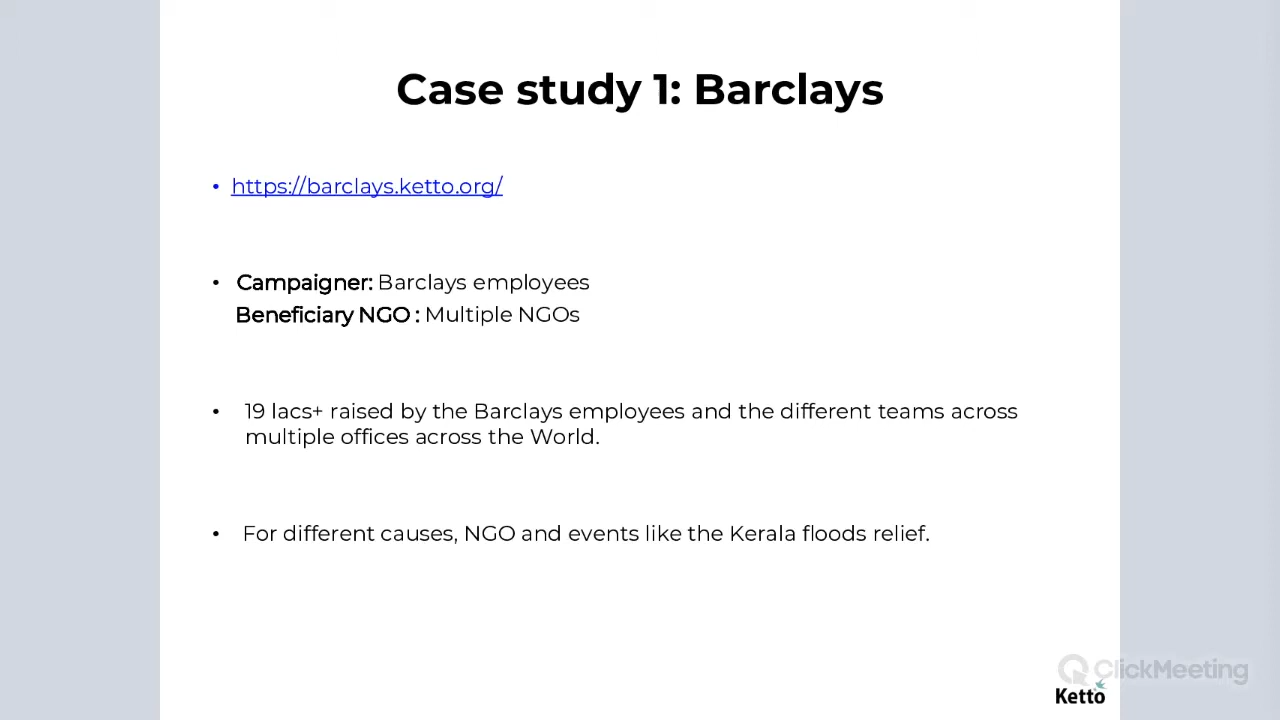 Case study 1: Barclays
• https://barclays.ketto.org/
• Campaigner: Barclays employees
Beneficiary NGO : Multiple NGOs
• 19 lacs+ raised by the Barclays employees and the different teams across
multiple offices across the World.
• For different causes, NGO and events like the Kerala floods relief.
ClickMeeting
Ketto